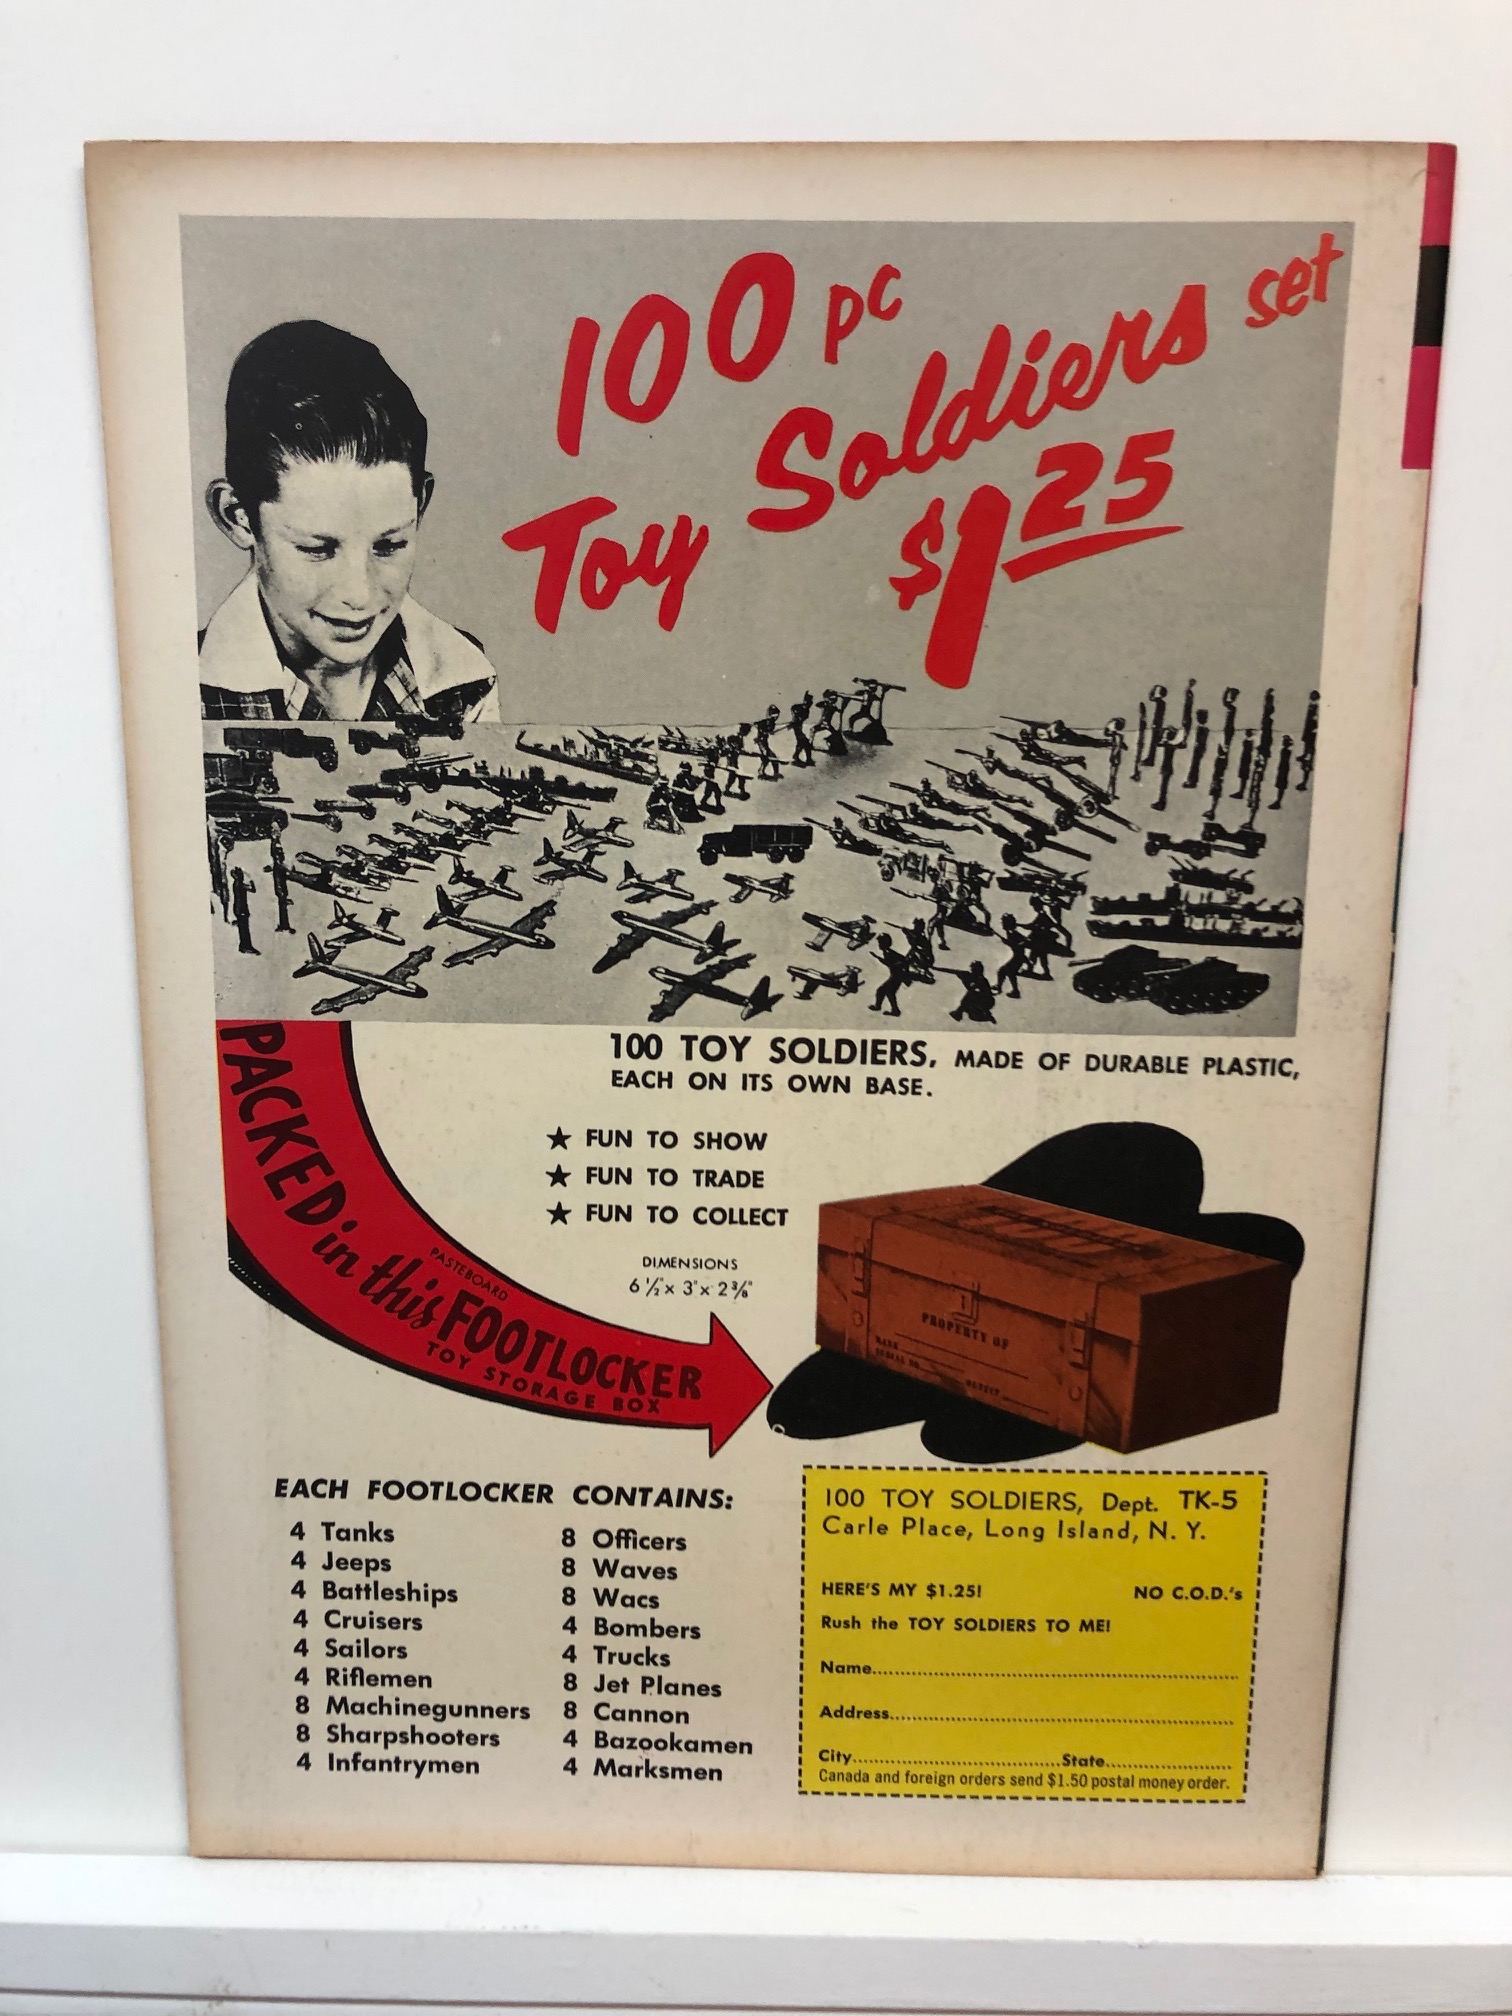 100 pc
Toy Soldiers set
$1.25
100 TOY SOLDIERS, MADE OF DURABLE PLASTIC,
EACH ON ITS OWN BASE.
★ FUN TO SHOW
★ FUN TO TRADE
★ FUN TO COLLECT
DIMENSIONS
6 1/2" x 3" x 2 3/8"
PACKED in this PASTEBOARD FOOTLOCKER
TOY STORAGE BOX
PROPERTY OF
EACH FOOTLOCKER CONTAINS:
4 Tanks
4 Jeeps
4 Battleships
4 Cruisers
4 Sailors
4 Riflemen
8 Machinegunners
8 Sharpshooters
4 Infantrymen
8 Officers
8 Waves
8 Wacs
4 Bombers
4 Trucks
8 Jet Planes
8 Cannon
4 Bazookamen
4 Marksmen
100 TOY SOLDIERS, Dept. TK-5
Carle Place, Long Island, N. Y.
HERE'S MY $1.25! NO C.O.D.'s
Rush the TOY SOLDIERS TO ME!
Name
Address
City State
Canada and foreign orders send $1.50 postal money order.